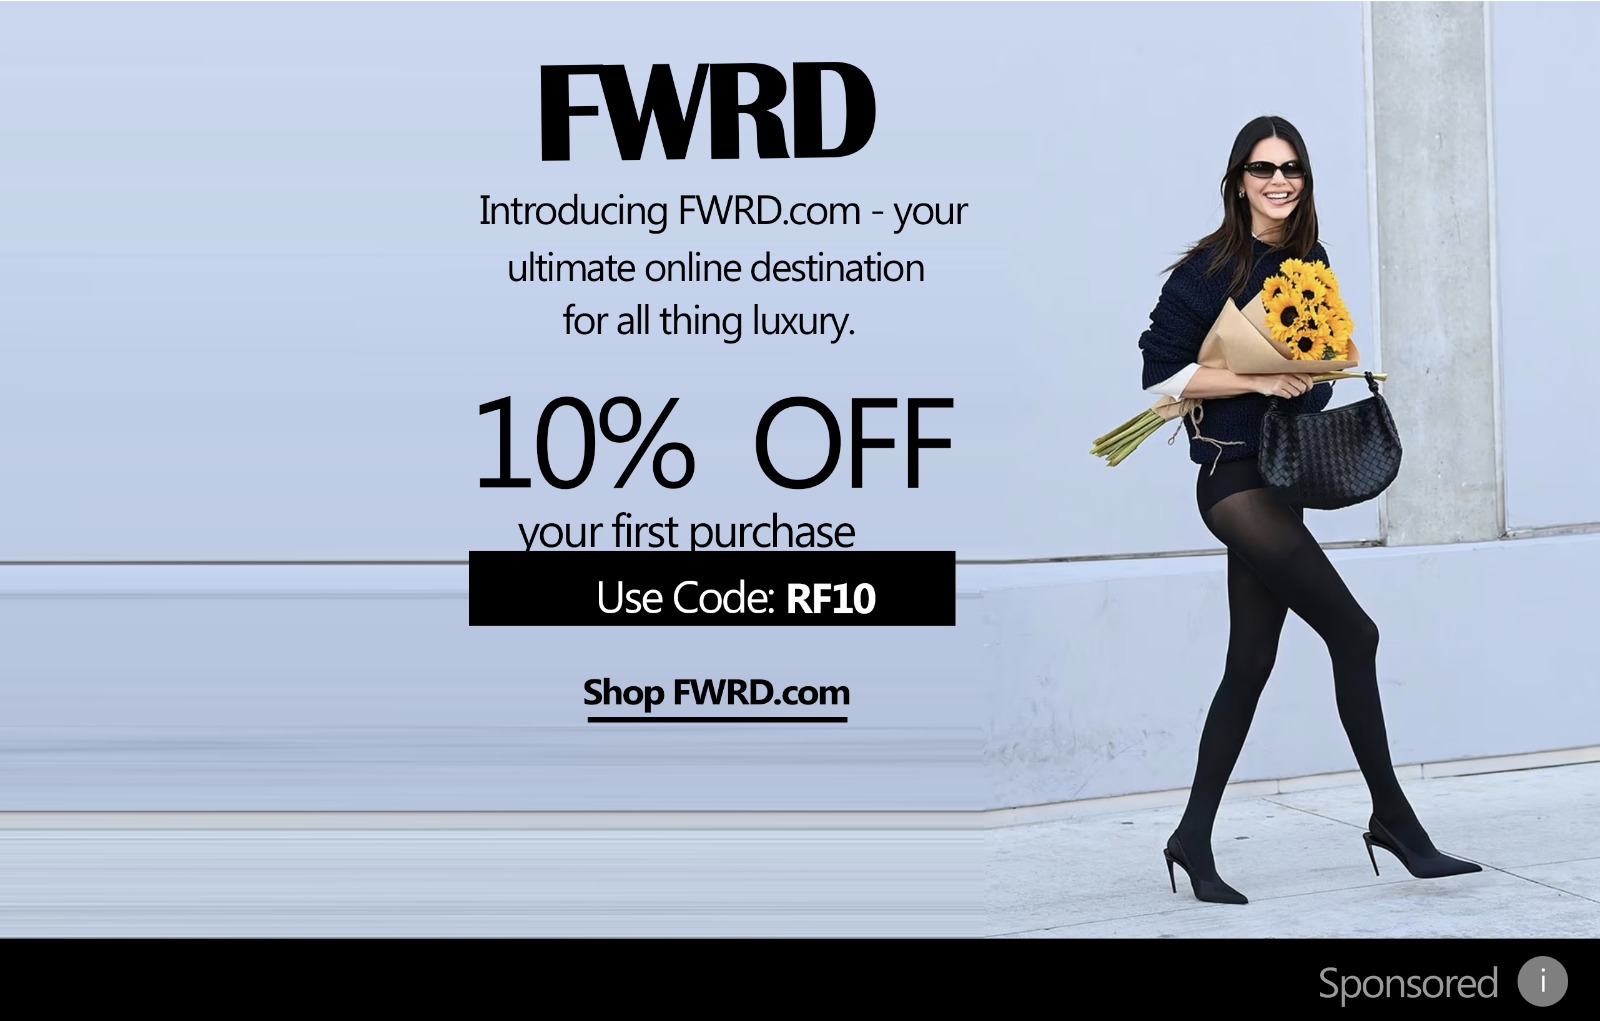 FWRD
Introducing FWRD.com - your
ultimate online destination
for all thing luxury.
10% OFF
your first purchase
Use Code: RF10
Shop FWRD.com
Sponsored i